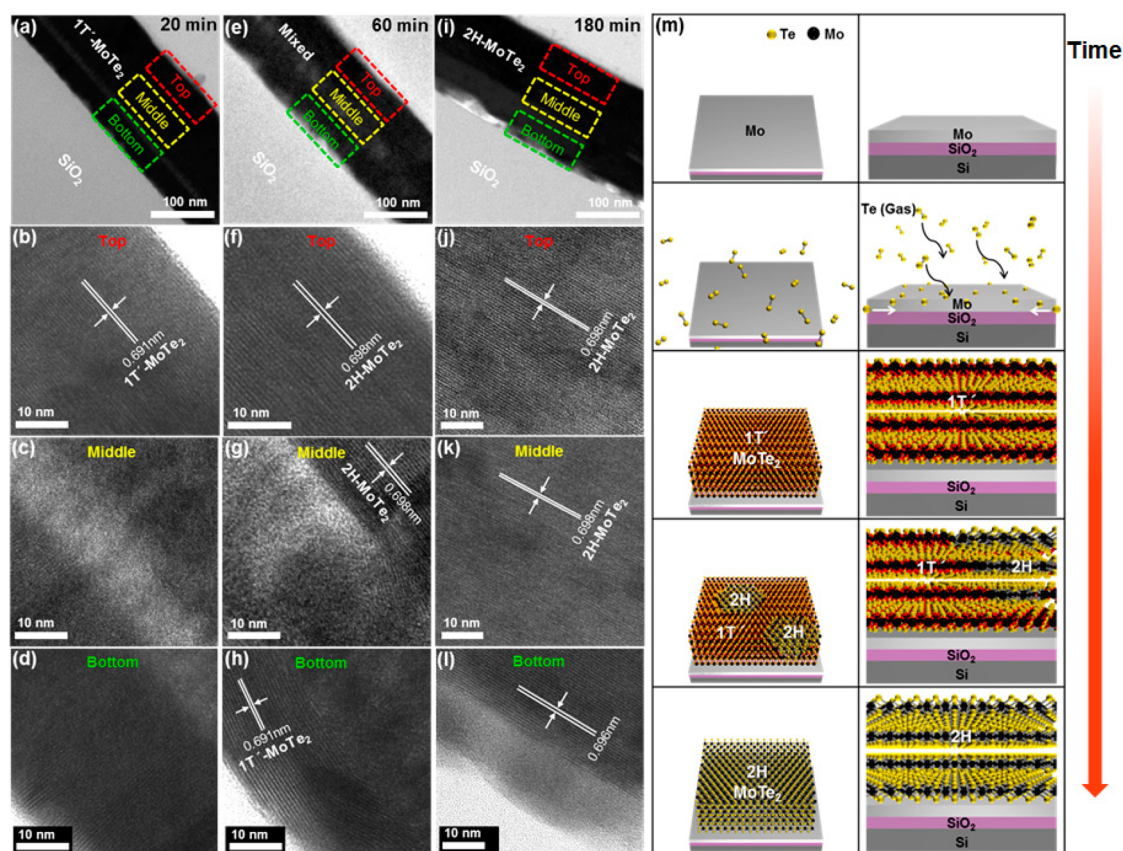 (a)
20 min
1T´-MoTe2
Top
Middle
Bottom
SiO2
100 nm
(e)
60 min
Mixed
Top
Middle
Bottom
SiO2
100 nm
(i)
180 min
2H-MoTe2
Top
Middle
Bottom
SiO2
100 nm
(b)
Top
0.691nm
1T´-MoTe2
10 nm
(f)
Top
0.698nm
2H-MoTe2
10 nm
(j)
Top
0.698nm
2H-MoTe2
10 nm
(c)
Middle
10 nm
(g)
Middle
0.698nm
2H-MoTe2
10 nm
(k)
Middle
0.698nm
2H-MoTe2
10 nm
(d)
Bottom
10 nm
(h)
Bottom
0.691nm
1T´-MoTe2
10 nm
(l)
Bottom
0.696nm
10 nm
(m)
Te Mo
Time
Mo
Mo
SiO2
Si
Te (Gas)
Mo
SiO2
Si
1T´
MoTe2
1T´
SiO2
Si
2H
1T´
2H
1T´
2H
SiO2
Si
2H
MoTe2
2H
SiO2
Si